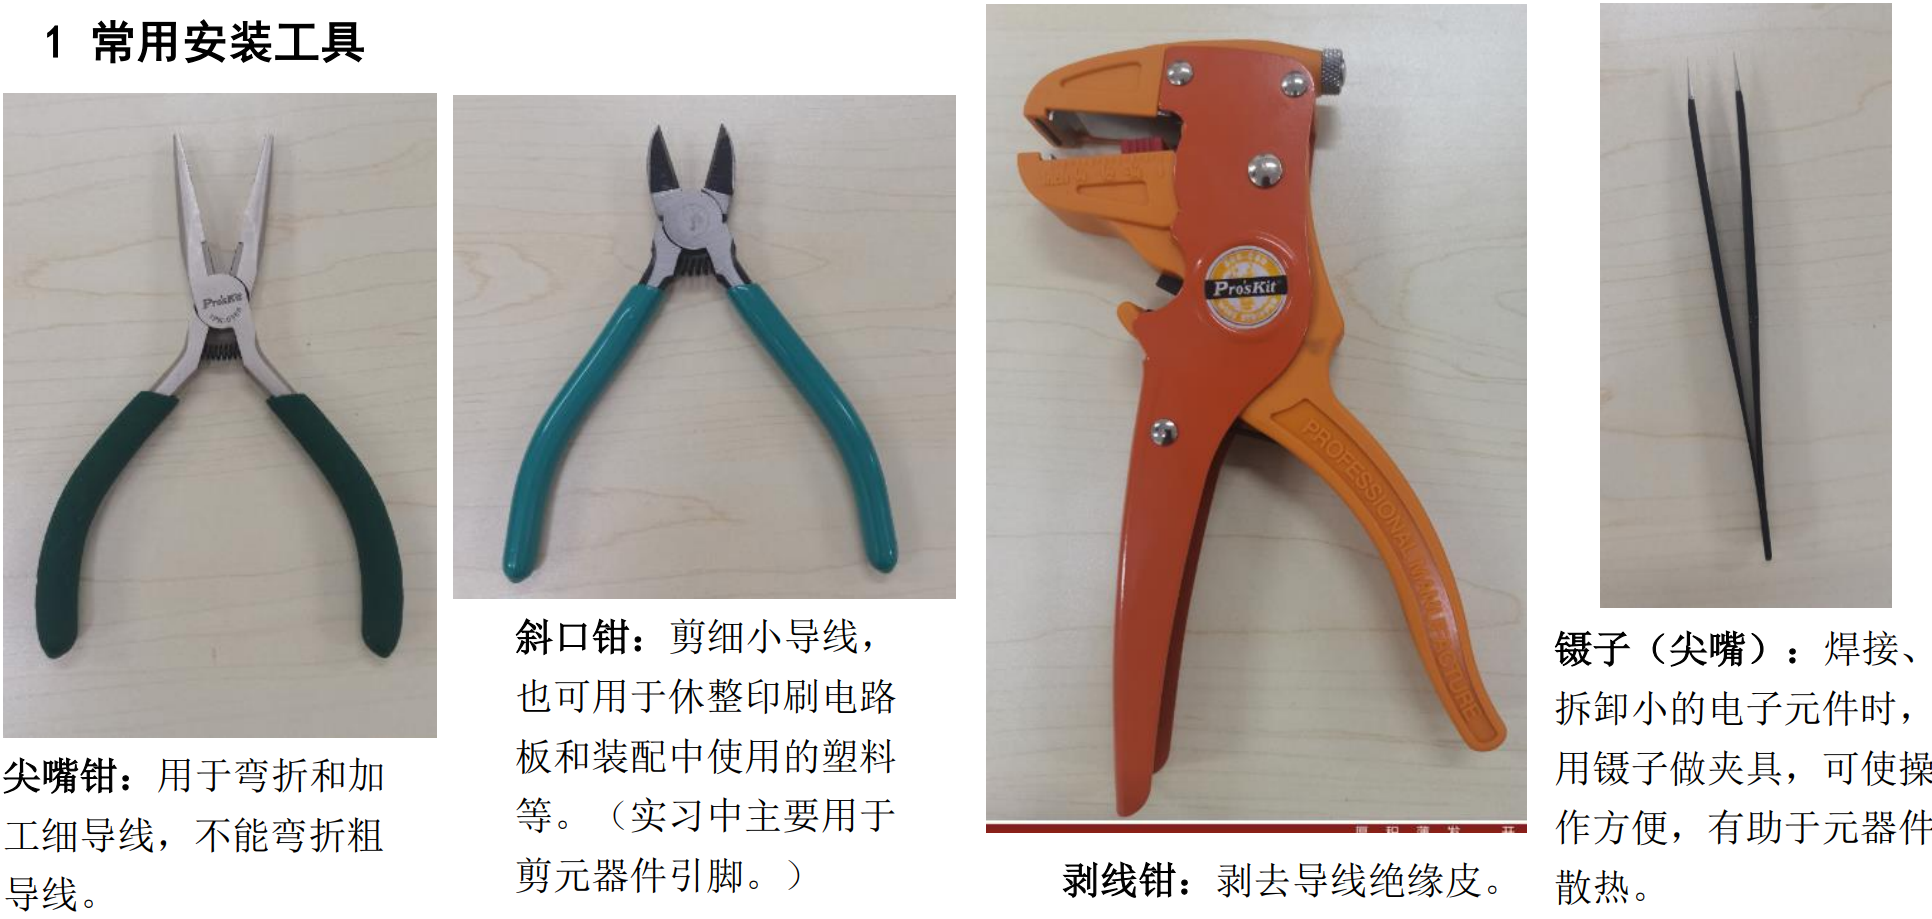 1 常用安装工具
Pro'sKit
尖嘴钳：用于弯折和加
工细导线，不能弯折粗
导线。
斜口钳：剪细小导线，
也可用于休整印刷电路
板和装配中使用的塑料
等。（实习中主要用于
剪元器件引脚。）
Pro'sKit
PROFESSIONAL MANUFACTURE
剥线钳：剥去导线绝缘皮。
镊子（尖嘴）：焊接、
拆卸小的电子元件时，
用镊子做夹具，可使操
作方便，有助于元器件
散热。